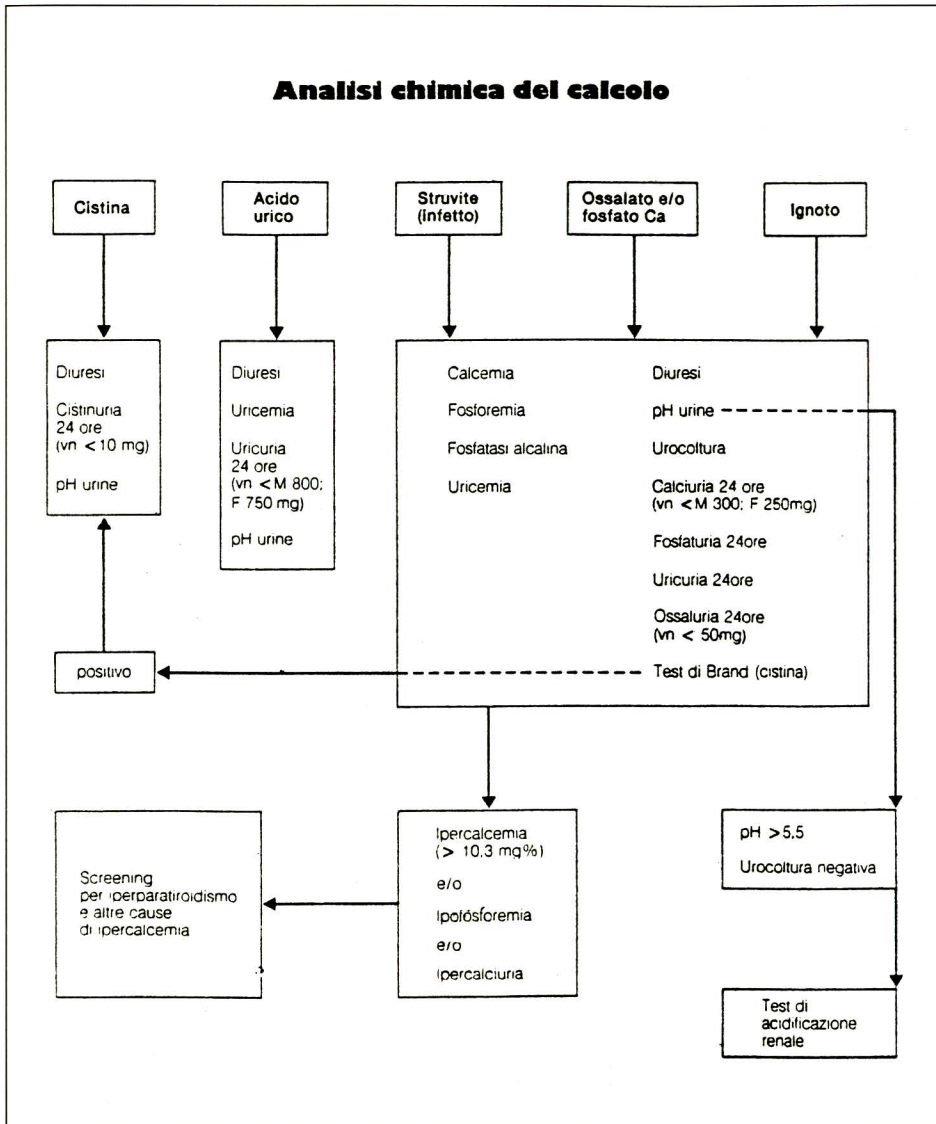 Analisi chimica del calcolo
Cistina
Acido
urico
Struvite
(infetto)
Ossalato e/o
fosfato Ca
Ignoto
Diuresi
Cistinuria
24 ore
(vn < 10 mg)
pH urine
Diuresi
Uricemia
Uricuria
24 ore
(vn < M 800;
F 750 mg)
pH urine
Calcemia
Fosforemia
Fosfatasi alcalina
Uricemia
Diuresi
pH urine
Urocoltura
Calciuria 24 ore
(vn < M 300; F 250mg)
Fosfaturia 24ore
Uricuria 24ore
Ossaluria 24ore
(vn < 50mg)
Test di Brand (cistina)
positivo
Screening
per iperparatiroidismo
e altre cause
di ipercalcemia
Ipercalcemia
(> 10.3 mg%)
e/o
Ipofosforemia
e/o
Ipercalciuria
pH > 5.5
Urocoltura negativa
Test di
acidificazione
renale